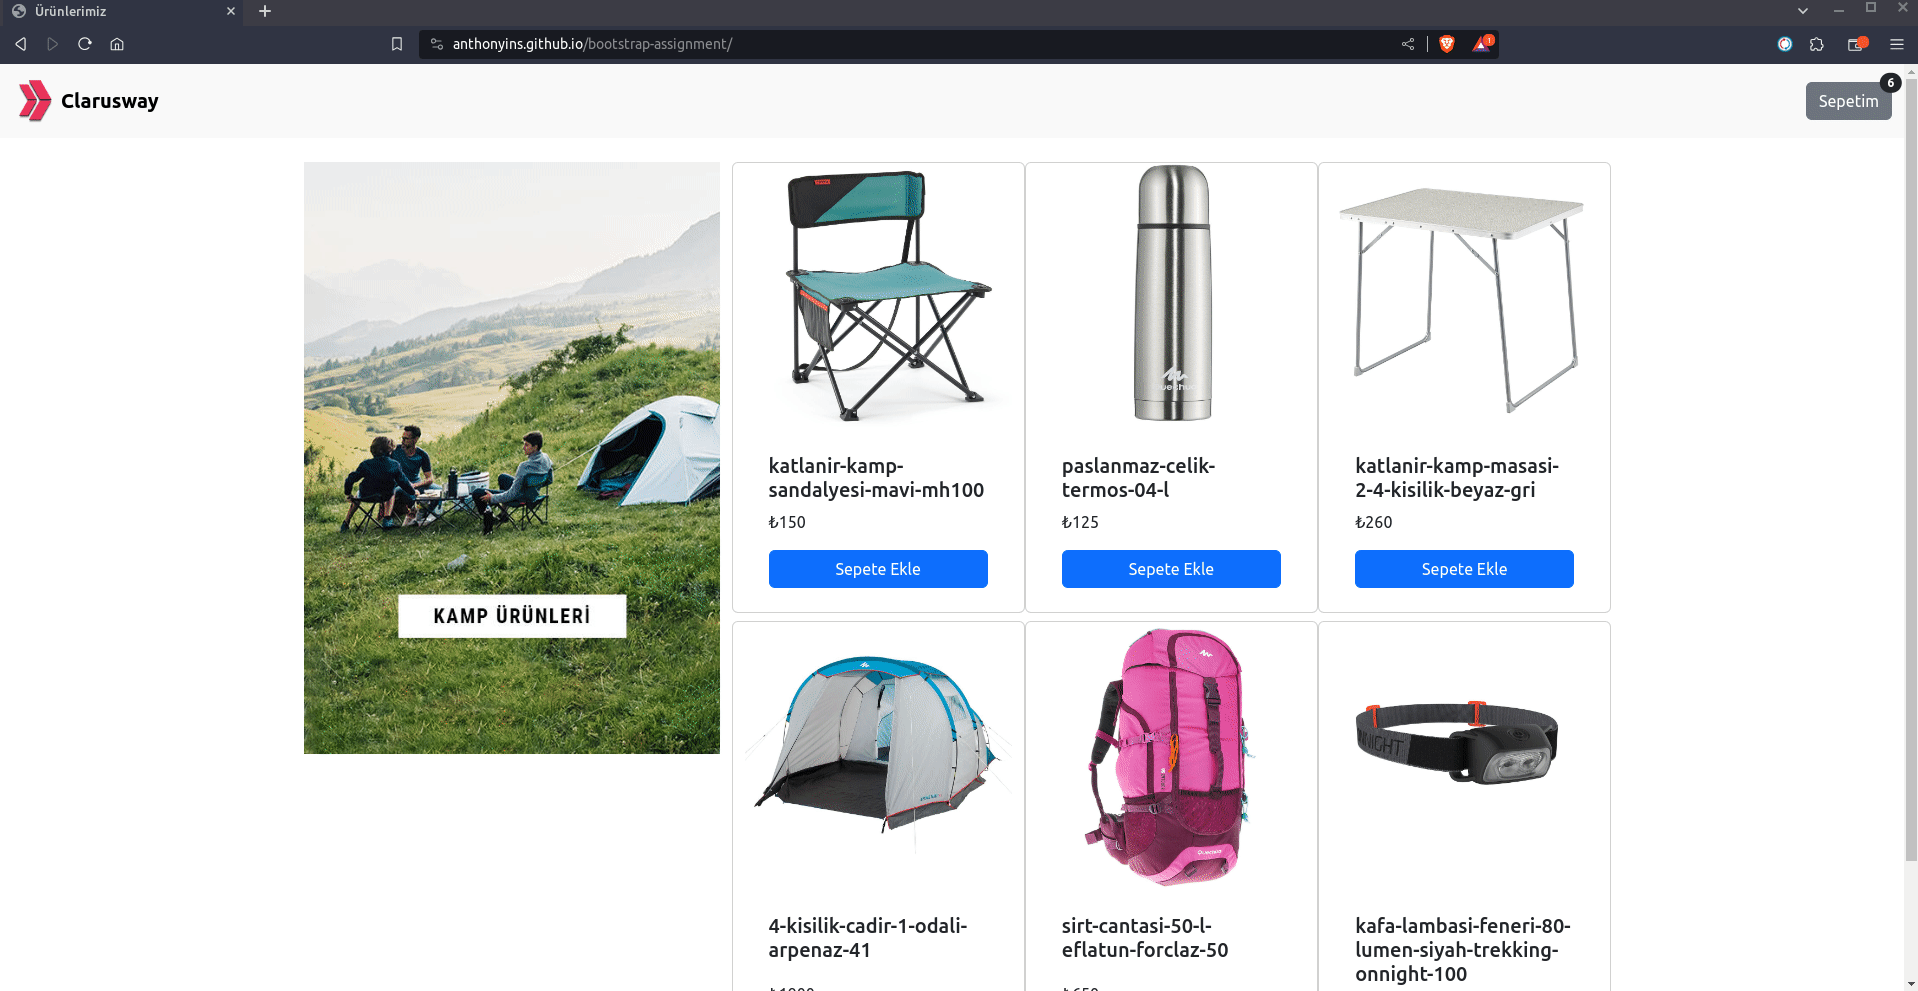 Ürünlerimiz
anthonyins.github.io/bootstrap-assignment/
1
Clarusway
Sepetim
6
KAMP ÜRÜNLERİ
Quechua
katlanir-kamp-
sandalyesi-mavi-mh100
₺150
Sepete Ekle
paslanmaz-celik-
termos-04-l
₺125
Sepete Ekle
katlanir-kamp-masasi-
2-4-kisilik-beyaz-gri
₺260
Sepete Ekle
4-kisilik-cadir-1-odali-
arpenaz-41
sirt-cantasi-50-l-
eflatun-forclaz-50
kafa-lambasi-feneri-80-
lumen-siyah-trekking-
onnight-100